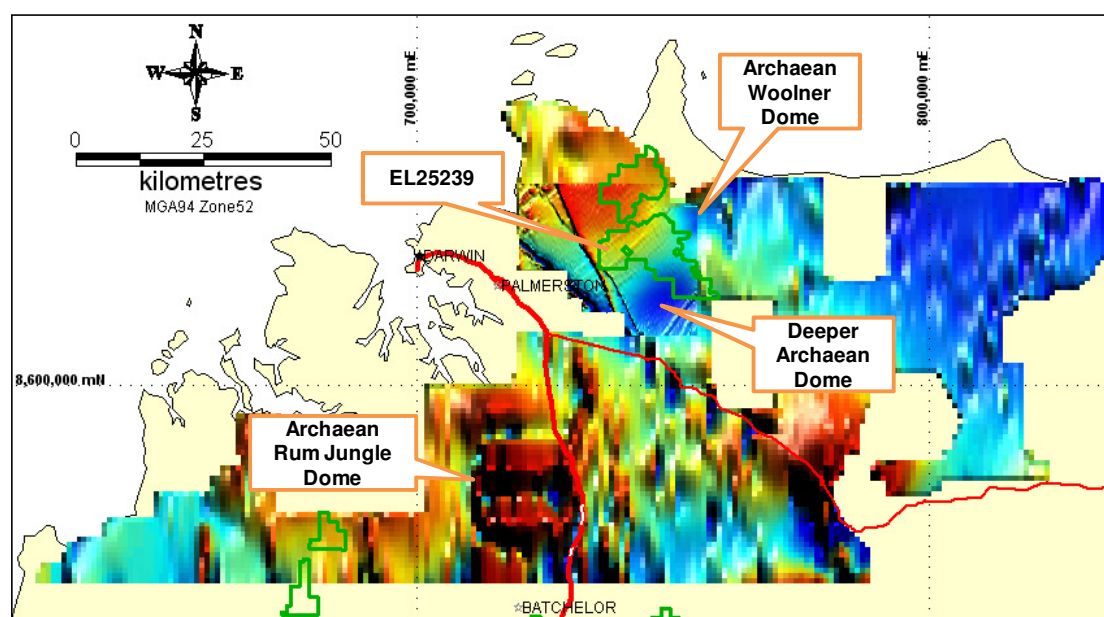 N
W E
S
0 25 50
kilometres
MGA94 Zone52
700,000 mE
800,000 mE
Archaean
Woolner
Dome
EL25239
DARWIN
PALMERSTON
Deeper
Archaean
Dome
8,600,000 mN
Archaean
Rum Jungle
Dome
BATCHELOR